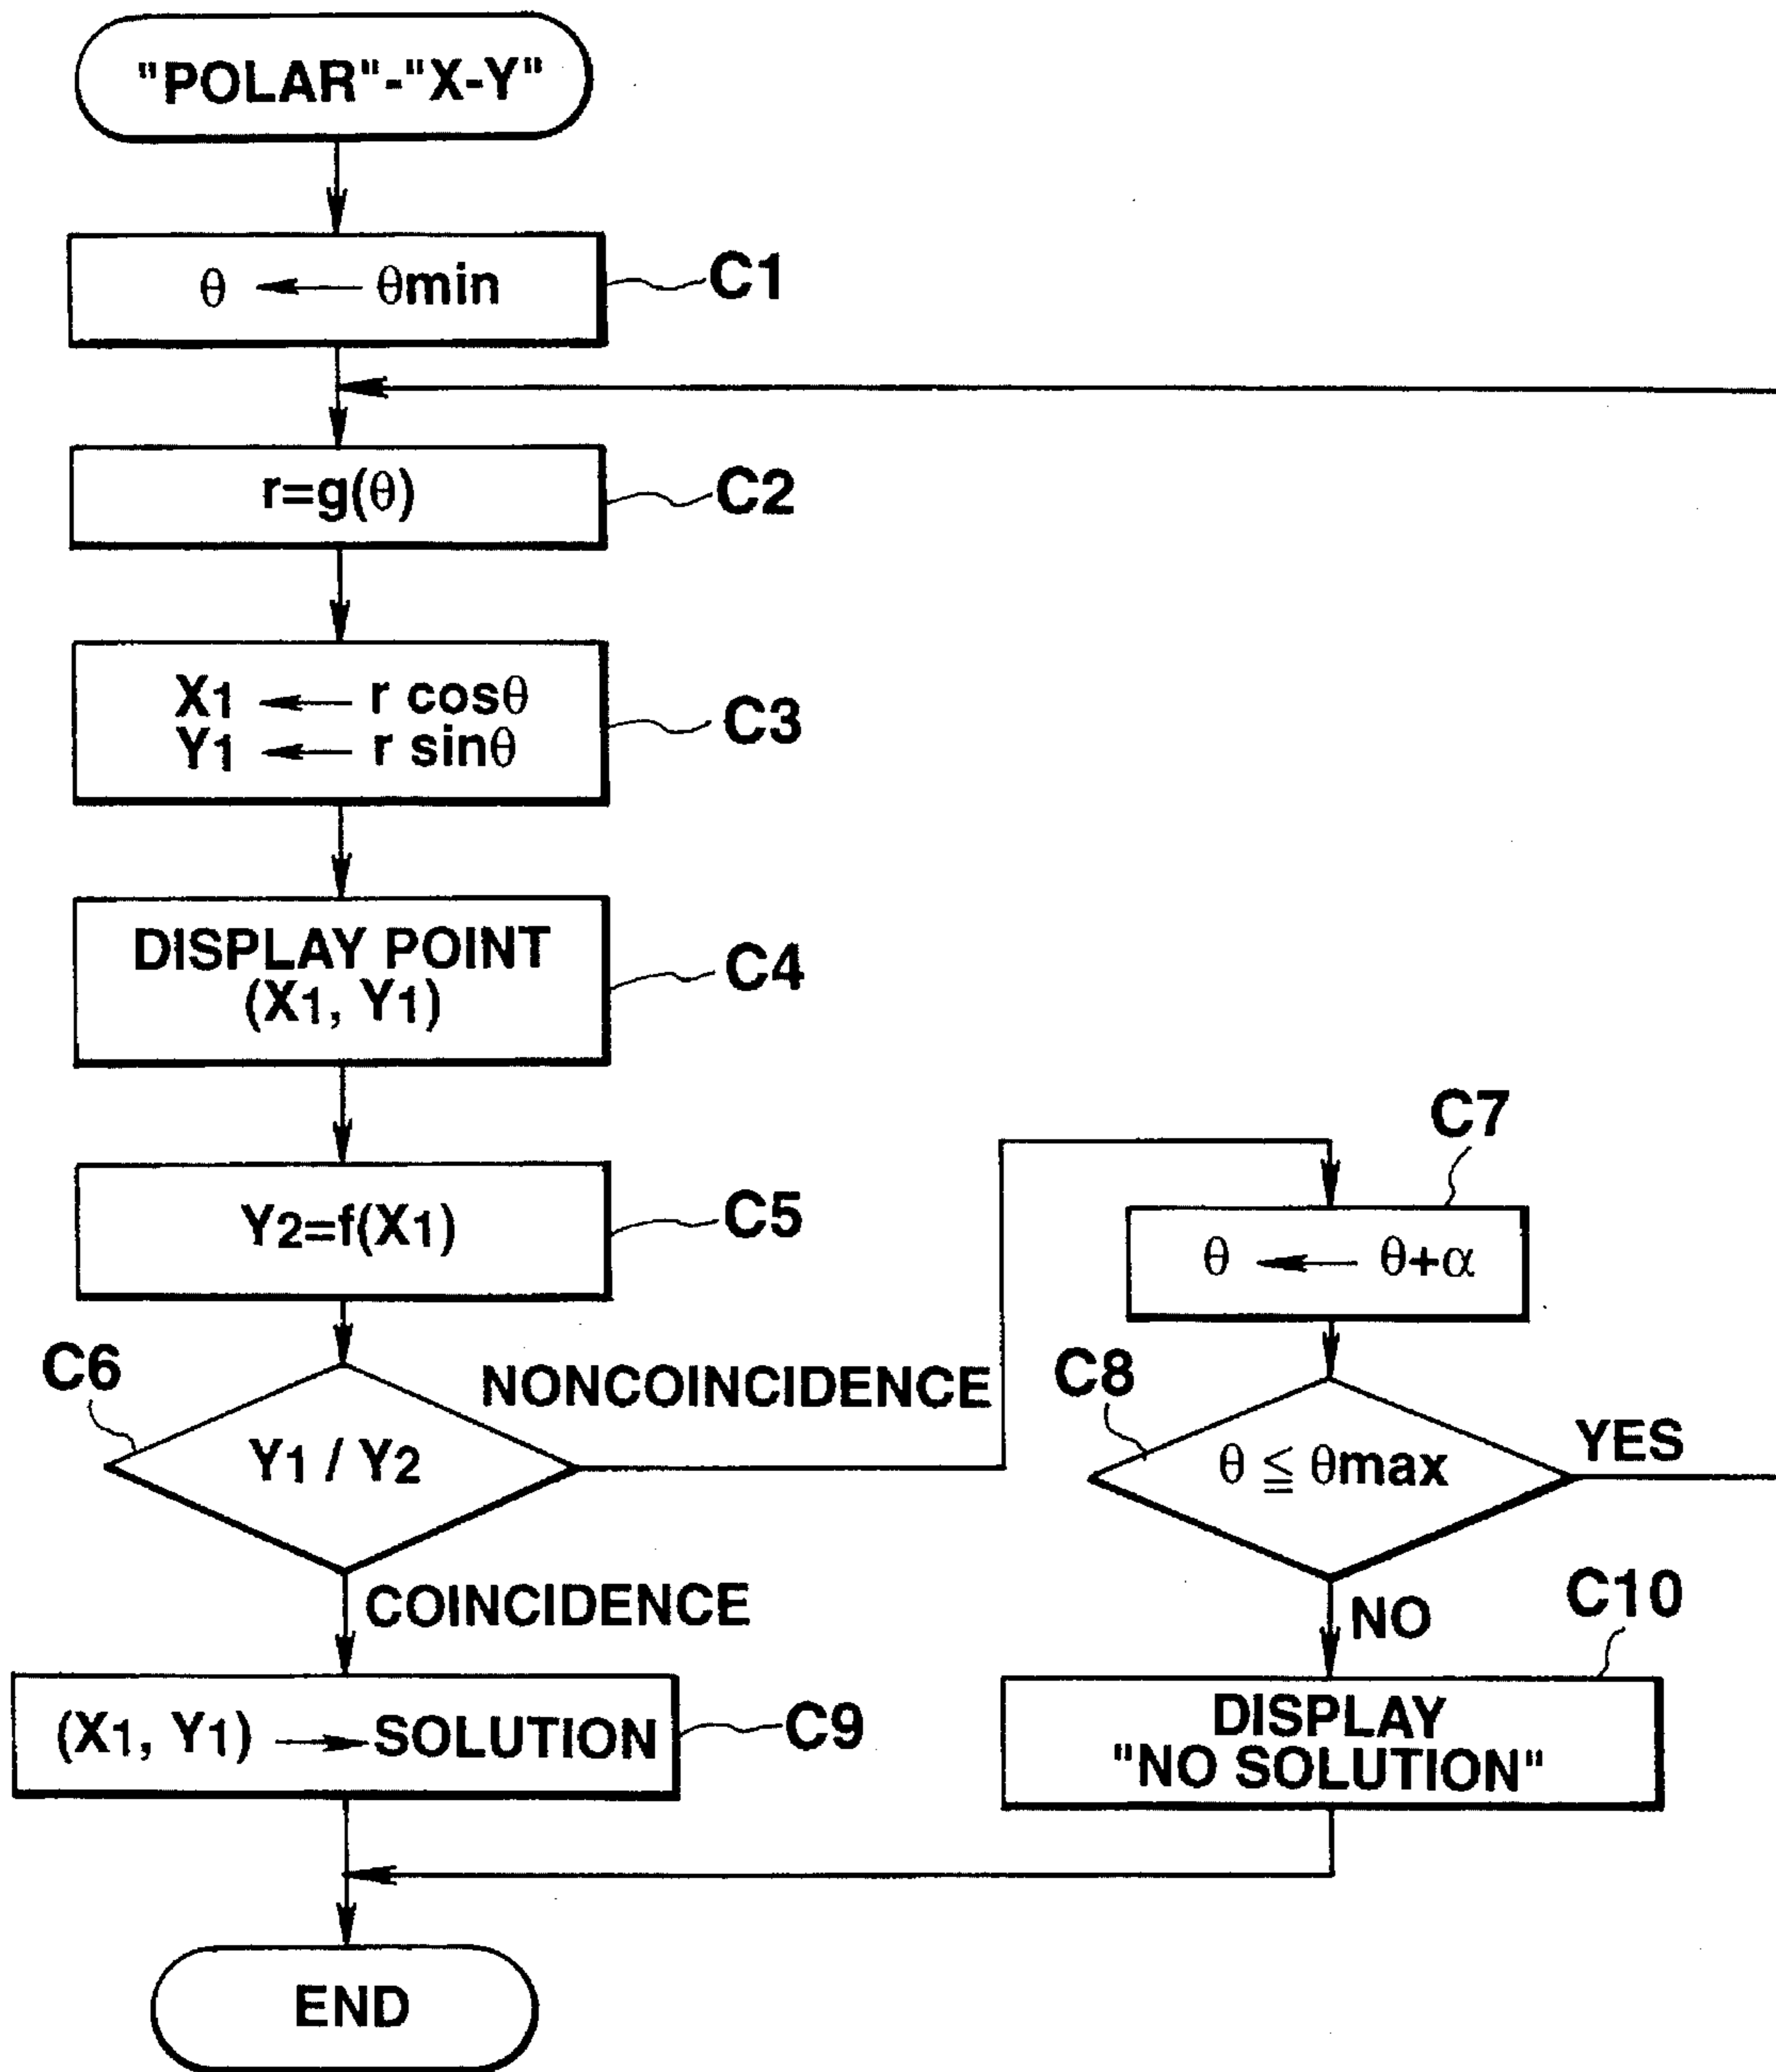 "POLAR"-"X-Y"
θ ← θmin
C1
r=g(θ)
C2
X1 ← r cosθ
Y1 ← r sinθ
C3
DISPLAY POINT
(X1, Y1)
C4
Y2=f(X1)
C5
C6
Y1 / Y2
NONCOINCIDENCE
COINCIDENCE
C7
θ ← θ+α
C8
θ ≦ θmax
YES
NO
(X1, Y1) → SOLUTION
C9
C10
DISPLAY
"NO SOLUTION"
END